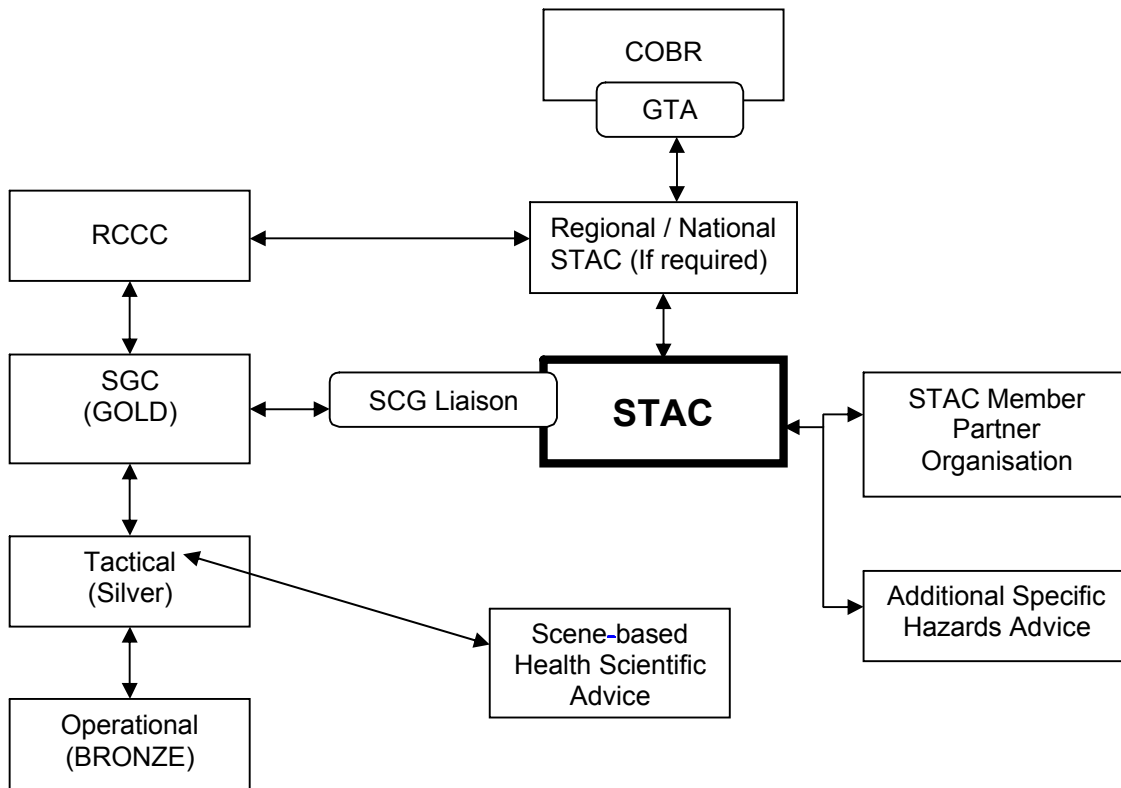 COBR
GTA
RCCC
Regional / National
STAC (If required)
SGC
(GOLD)
SCG Liaison
STAC
STAC Member
Partner
Organisation
Tactical
(Silver)
Scene-based
Health Scientific
Advice
Additional Specific
Hazards Advice
Operational
(BRONZE)